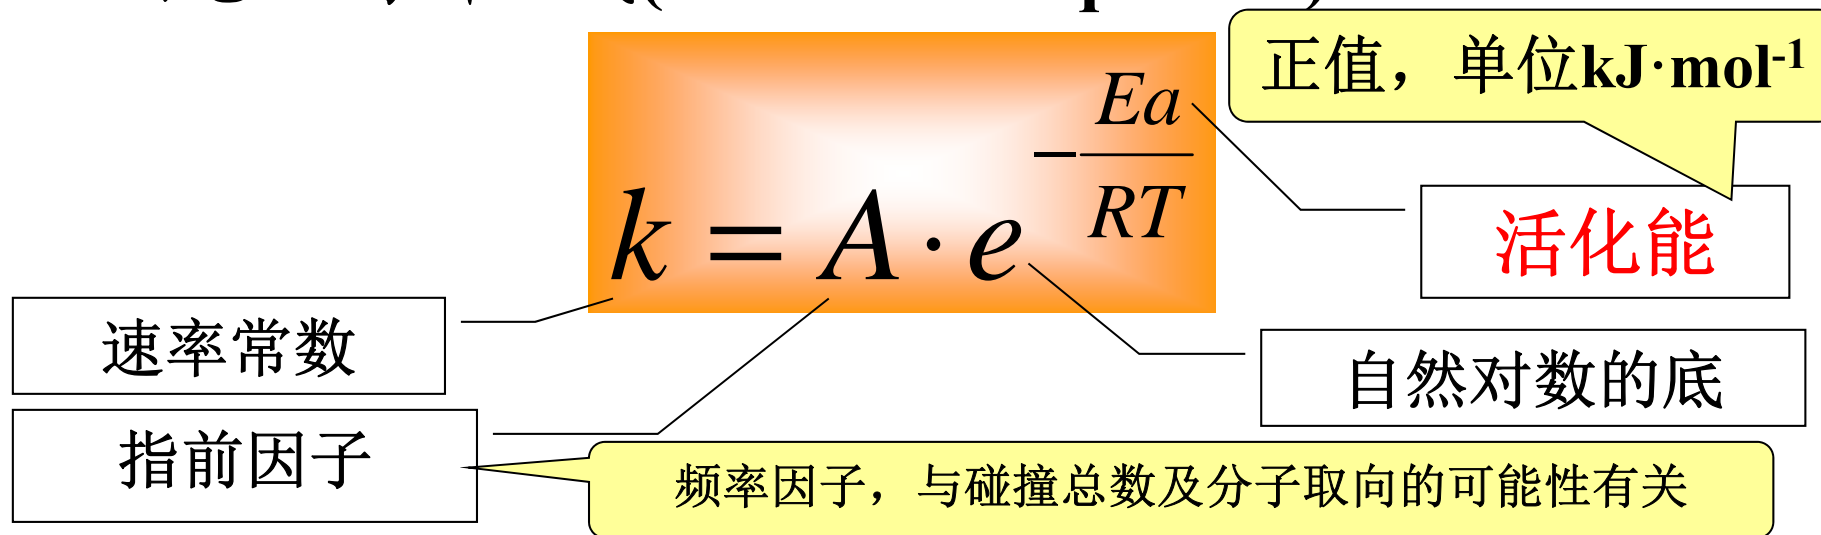 正值，单位kJ·mol-1
k = A · e
−Ea/RT
活化能
速率常数
自然对数的底
指前因子
频率因子，与碰撞总数及分子取向的可能性有关